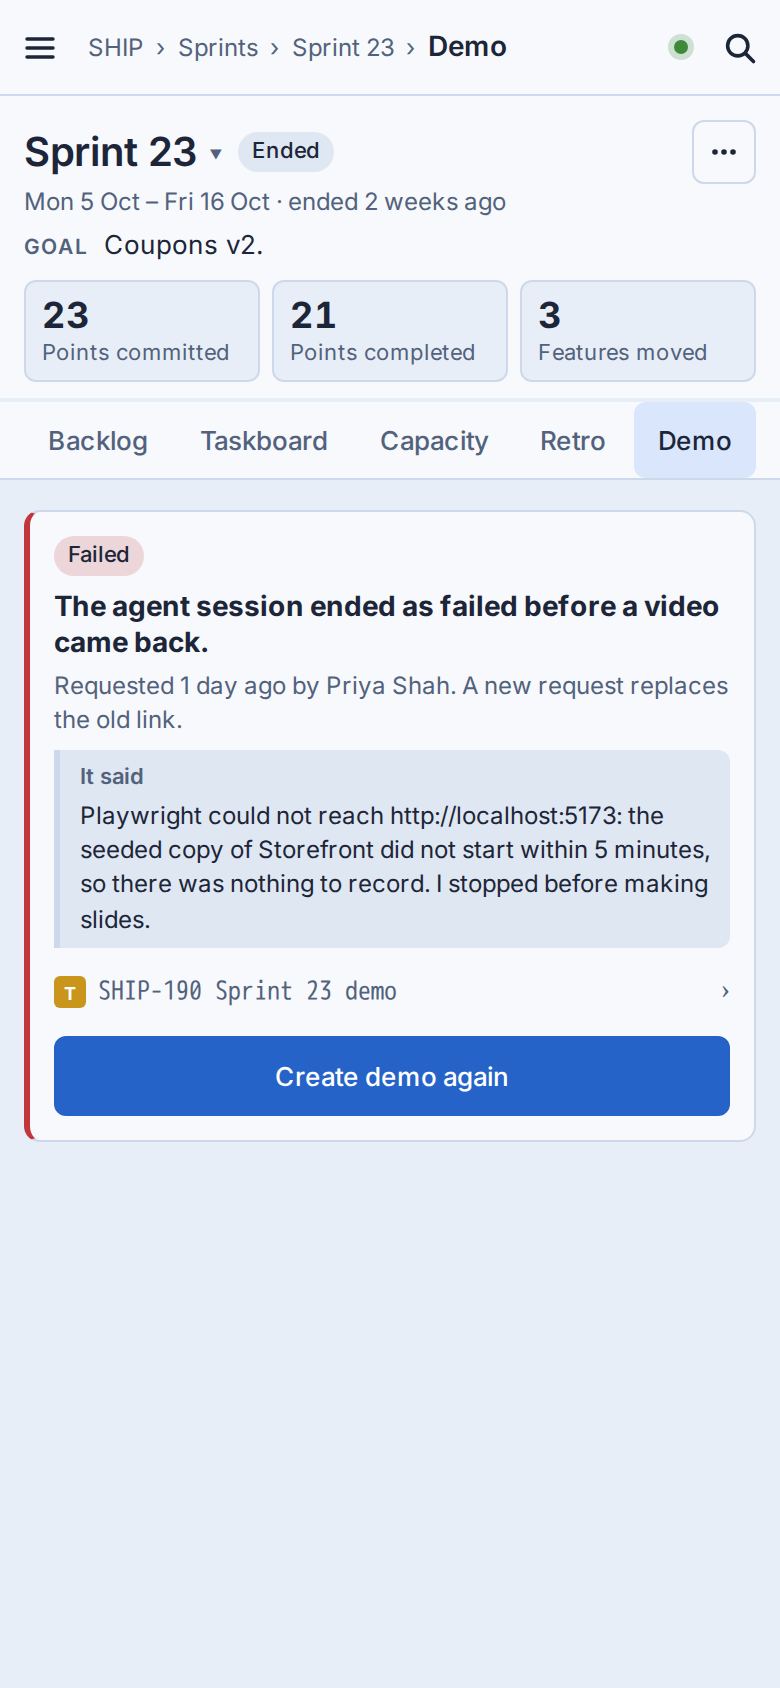 SHIP › Sprints › Sprint 23 › Demo
Sprint 23 ▾ Ended
Mon 5 Oct – Fri 16 Oct · ended 2 weeks ago
GOAL Coupons v2.
23
Points committed
21
Points completed
3
Features moved
Backlog Taskboard Capacity Retro Demo
Failed
The agent session ended as failed before a video
came back.
Requested 1 day ago by Priya Shah. A new request replaces
the old link.
It said
Playwright could not reach http://localhost:5173: the
seeded copy of Storefront did not start within 5 minutes,
so there was nothing to record. I stopped before making
slides.
T SHIP-190 Sprint 23 demo ›
Create demo again